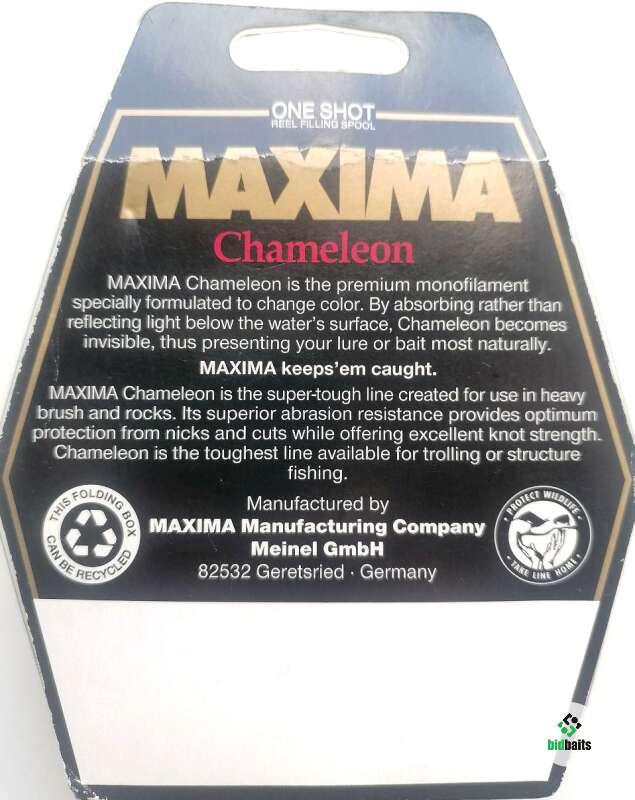 ONE SHOT
REEL FILLING SPOOL
MAXIMA
Chameleon
MAXIMA Chameleon is the premium monofilament
specially formulated to change color. By absorbing rather than
reflecting light below the water's surface, Chameleon becomes
invisible, thus presenting your lure or bait most naturally.
MAXIMA keeps'em caught.
MAXIMA Chameleon is the super-tough line created for use in heavy
brush and rocks. Its superior abrasion resistance provides optimum
protection from nicks and cuts while offering excellent knot strength.
Chameleon is the toughest line available for trolling or structure
fishing.
THIS FOLDING BOX
CAN BE RECYCLED
Manufactured by
MAXIMA Manufacturing Company
Meinel GmbH
82532 Geretsried · Germany
· PROTECT WILDLIFE ·
TAKE LINE HOME
bidbaits